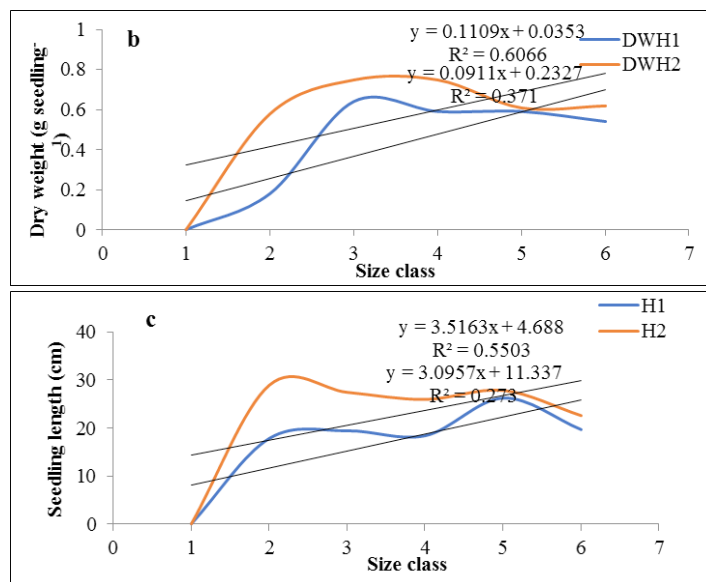 b
y = 0.1109x + 0.0353
R² = 0.6066
y = 0.0911x + 0.2327
R² = 0.371
DWH1
DWH2
Dry weight (g seedling-
1)
1
0.8
0.6
0.4
0.2
0
0 1 2 3 4 5 6 7
Size class
c
H1
H2
y = 3.5163x + 4.688
R² = 0.5503
y = 3.0957x + 11.337
R² = 0.273
Seedling length (cm)
40
30
20
10
0
0 1 2 3 4 5 6 7
Size class